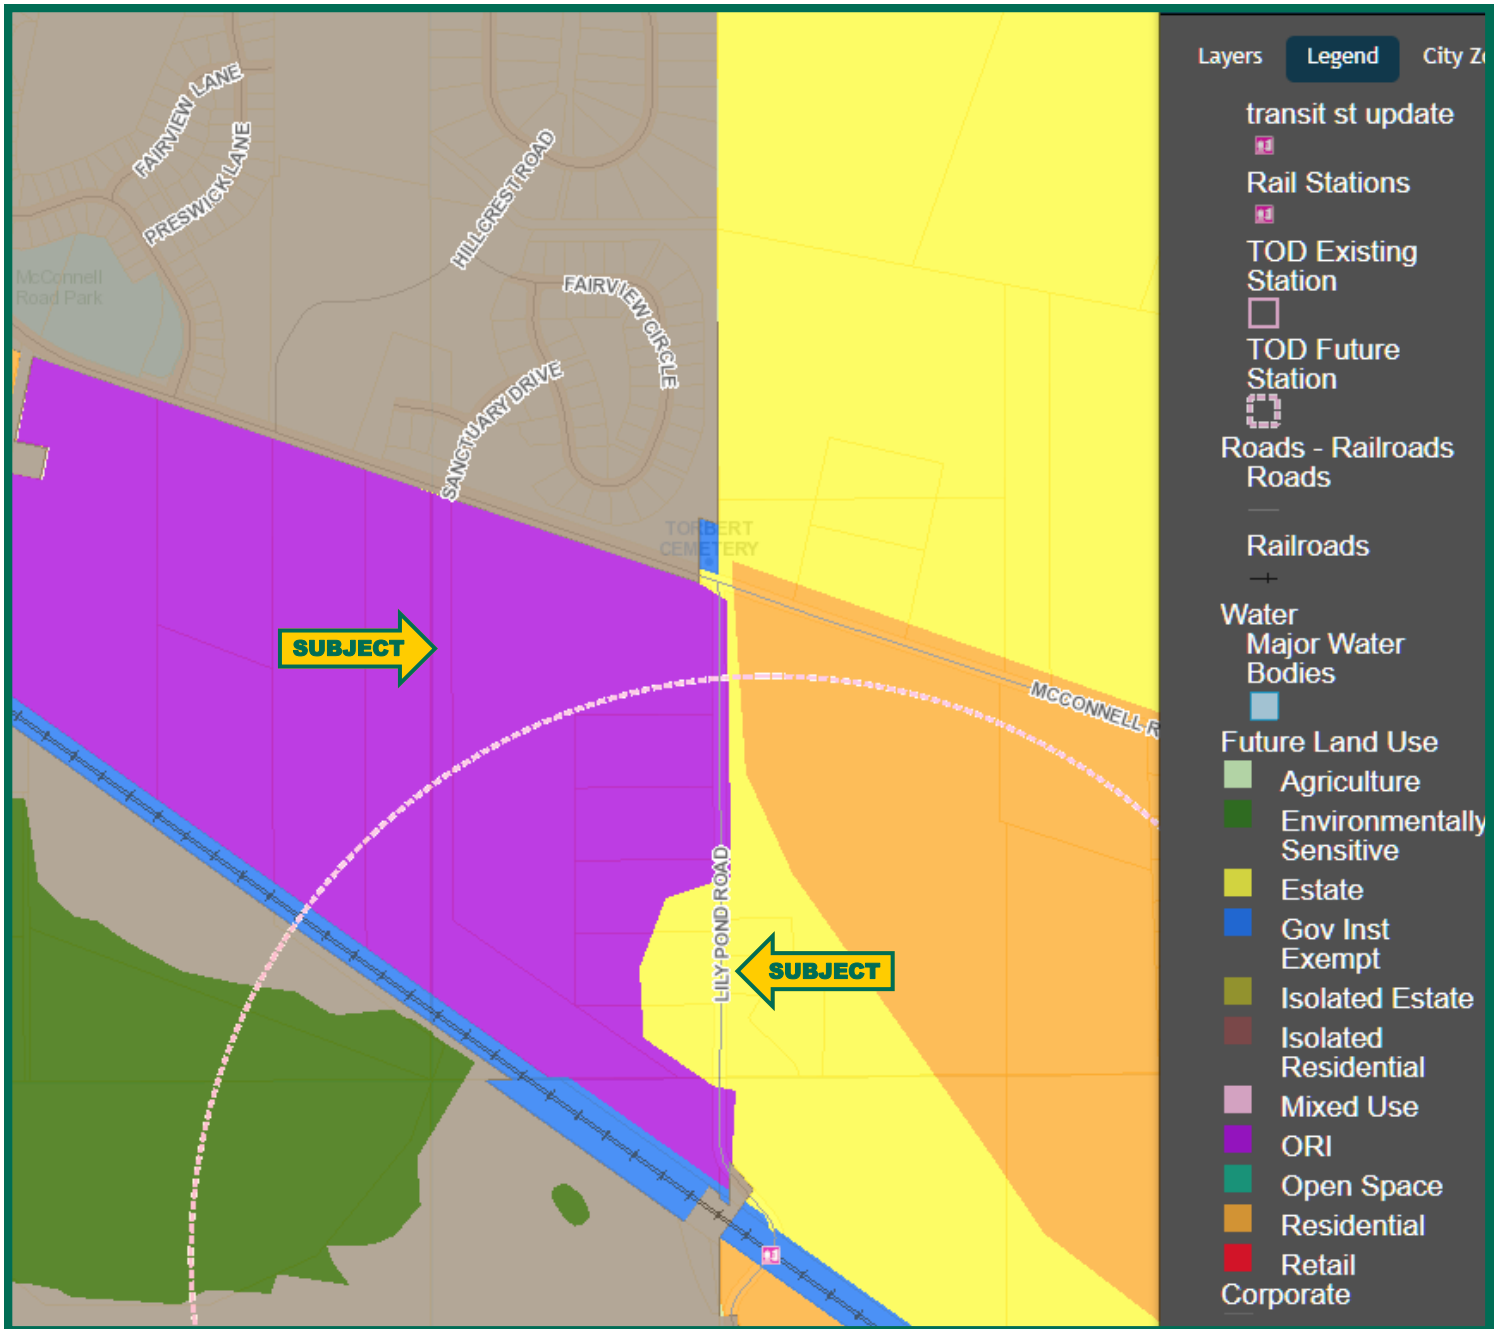 FAIRVIEW LANE
PRESWICK LANE
HILLCREST ROAD
McConnell
Road Park
FAIRVIEW CIRCLE
SANCTUARY DRIVE
TORBERT
CEMETERY
SUBJECT
MCCONNELL R
LILY POND ROAD
SUBJECT
Layers
Legend
City Z
transit st update
Rail Stations
TOD Existing
Station
TOD Future
Station
Roads - Railroads
Roads
Railroads
Water
Major Water
Bodies
Future Land Use
Agriculture
Environmentally
Sensitive
Estate
Gov Inst
Exempt
Isolated Estate
Isolated
Residential
Mixed Use
ORI
Open Space
Residential
Retail
Corporate